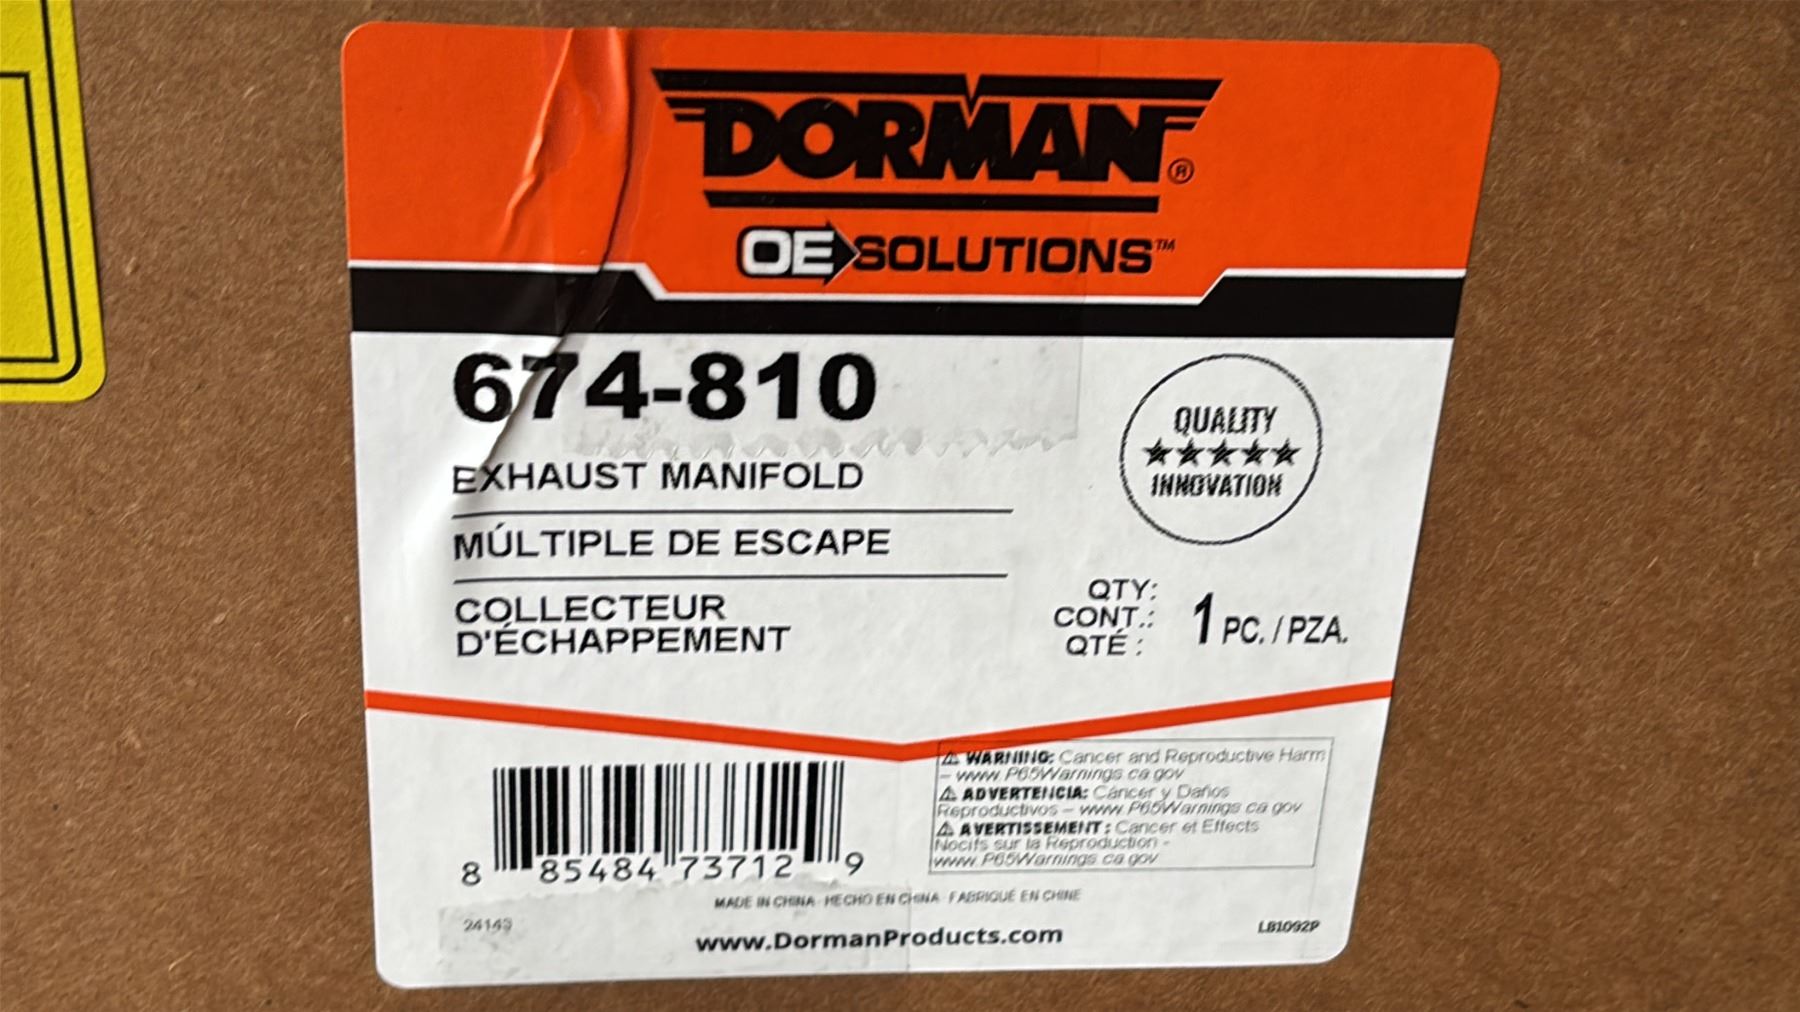 DORMAN®
OE SOLUTIONS™
674-810
EXHAUST MANIFOLD
MÚLTIPLE DE ESCAPE
COLLECTEUR
D'ÉCHAPPEMENT
QUALITY
★★★★★
INNOVATION
QTY:
CONT.:
QTÉ :
1 PC. / PZA.
⚠ WARNING: Cancer and Reproductive Harm
– www.P65Warnings.ca.gov
⚠ ADVERTENCIA: Cáncer y Daños
Reproductivos – www.P65Warnings.ca.gov
⚠ AVERTISSEMENT : Cancer et Effects
Nocifs sur la Reproduction -
www.P65Warnings.ca.gov
8 85484 73712 9
MADE IN CHINA · HECHO EN CHINA · FABRIQUÉ EN CHINE
24143
www.DormanProducts.com
LB1092P